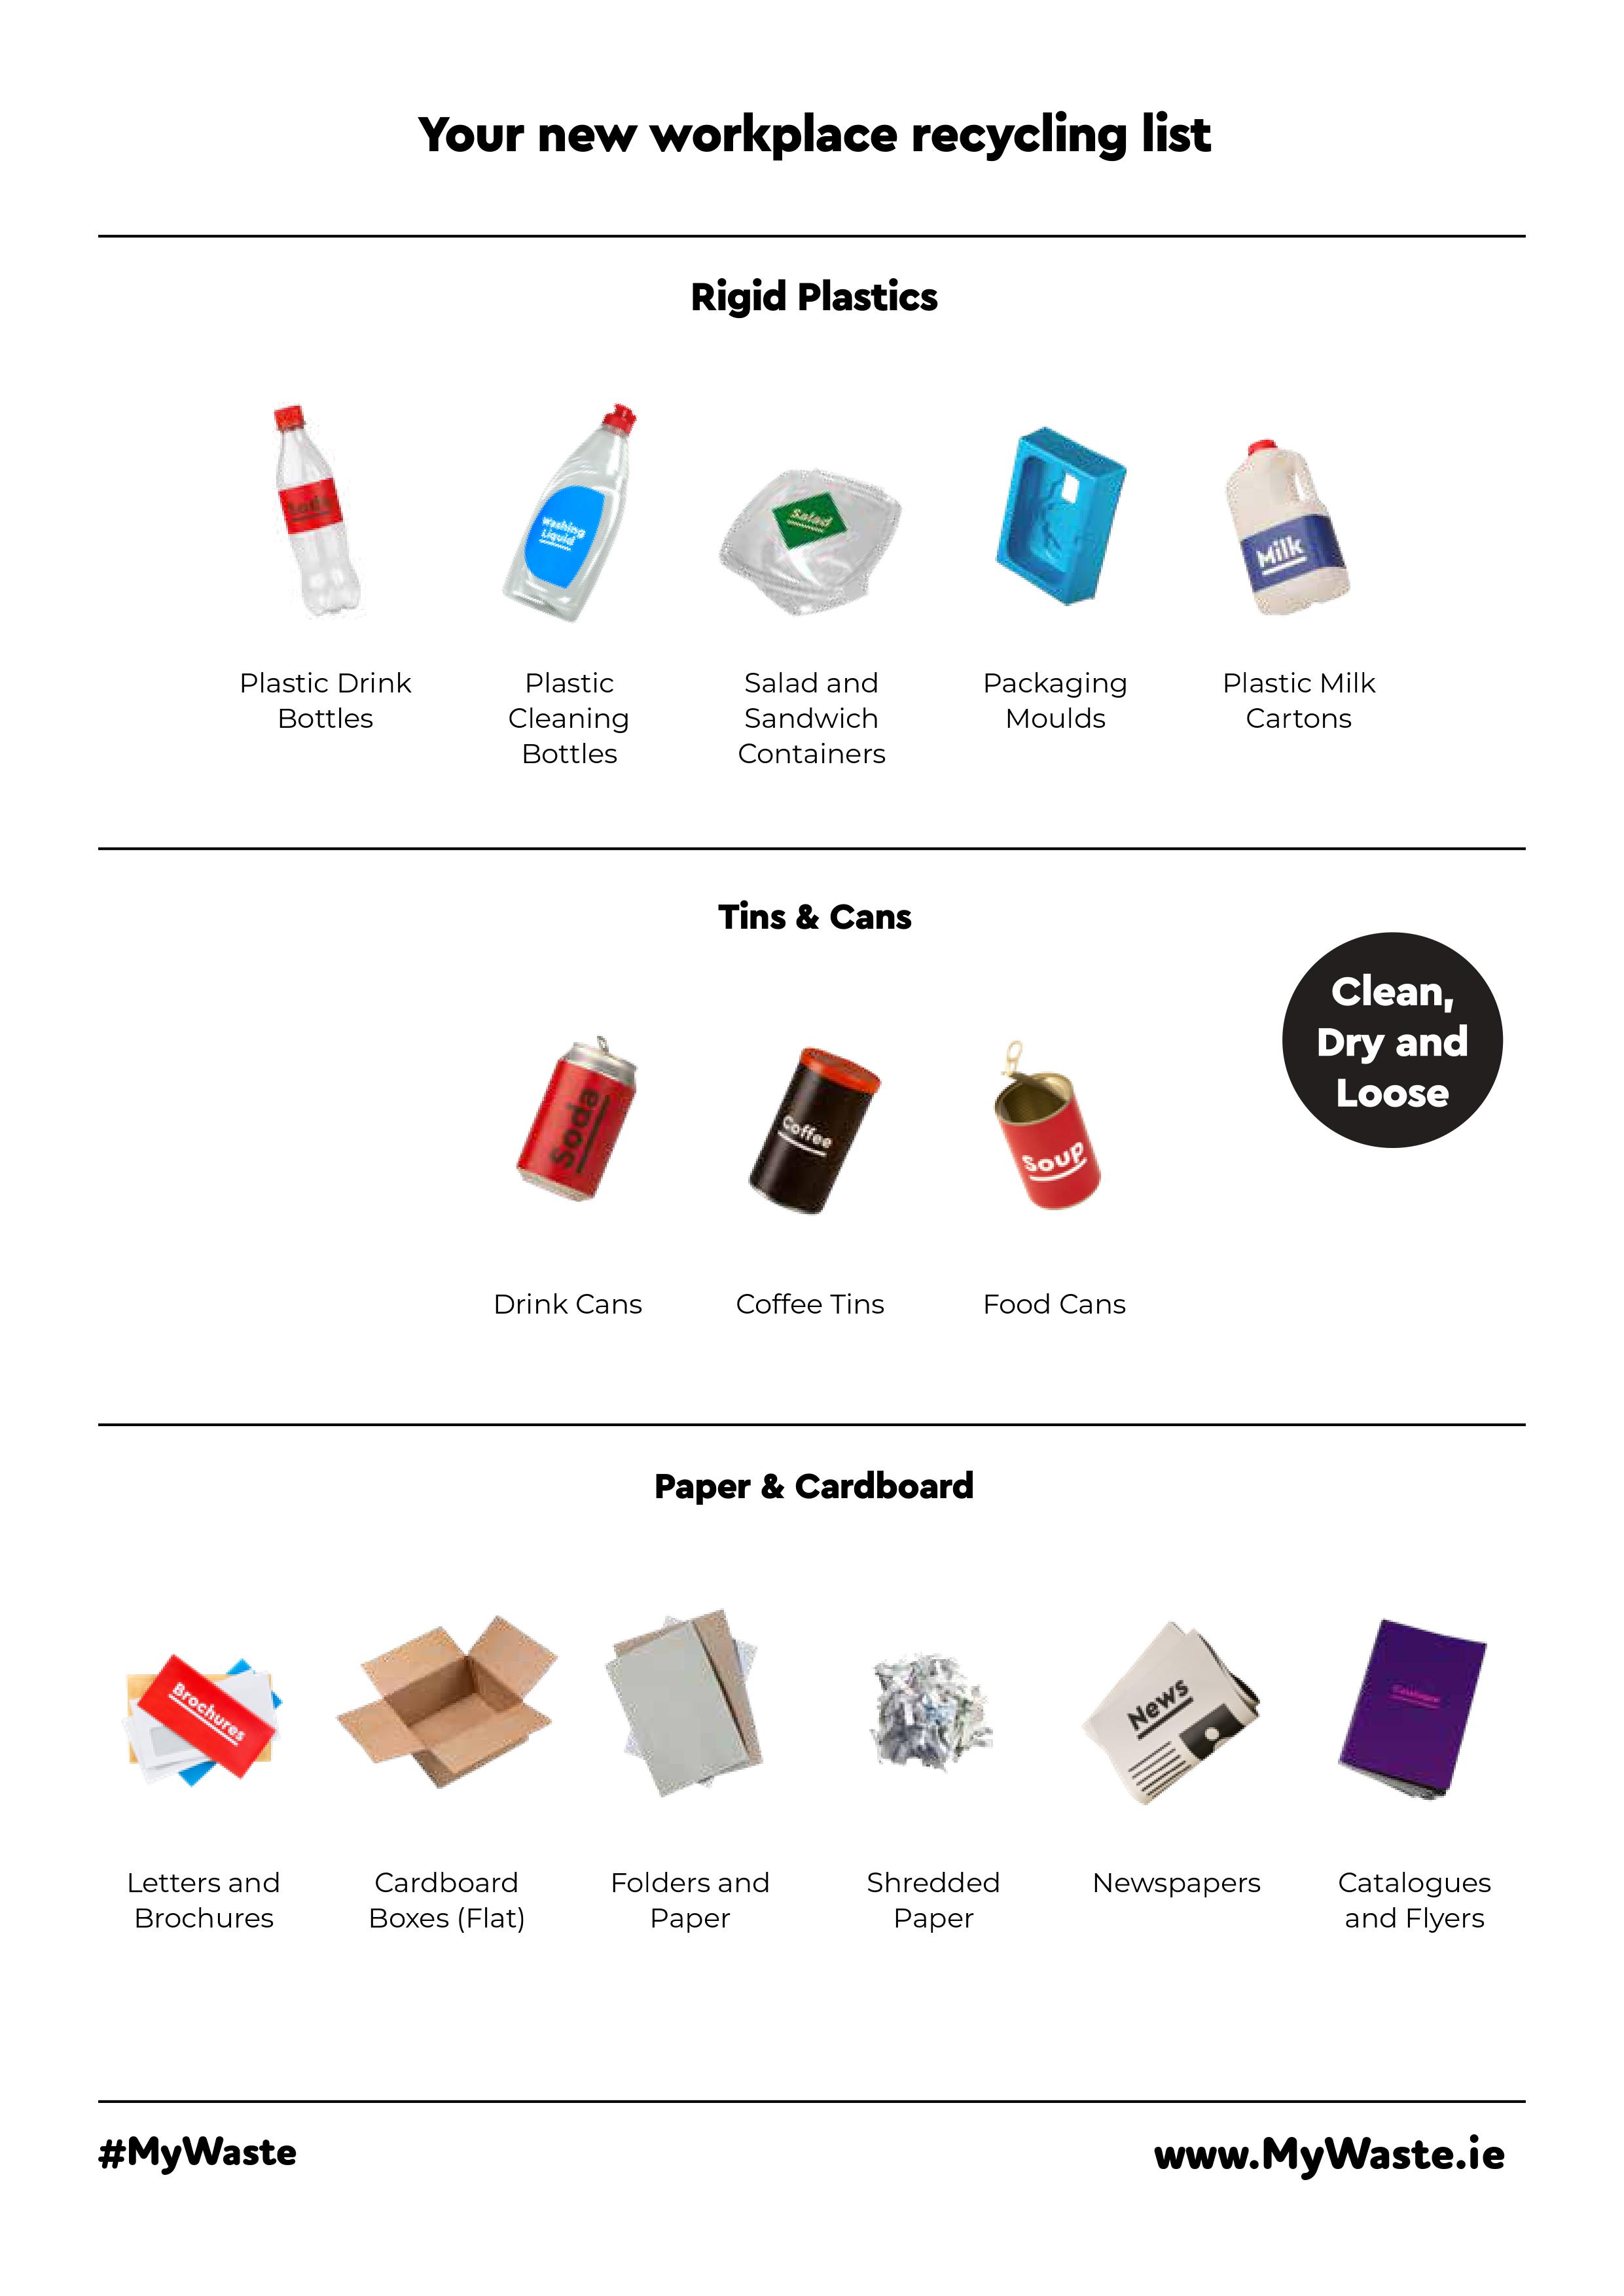 Your new workplace recycling list
Rigid Plastics
Soda
Washing
Liquid
Salad
Milk
Plastic Drink
Bottles
Plastic
Cleaning
Bottles
Salad and
Sandwich
Containers
Packaging
Moulds
Plastic Milk
Cartons
Tins & Cans
Clean,
Dry and
Loose
Soda
Coffee
Soup
Drink Cans
Coffee Tins
Food Cans
Paper & Cardboard
Brochures
News
Catalogue
Letters and
Brochures
Cardboard
Boxes (Flat)
Folders and
Paper
Shredded
Paper
Newspapers
Catalogues
and Flyers
#MyWaste
www.MyWaste.ie